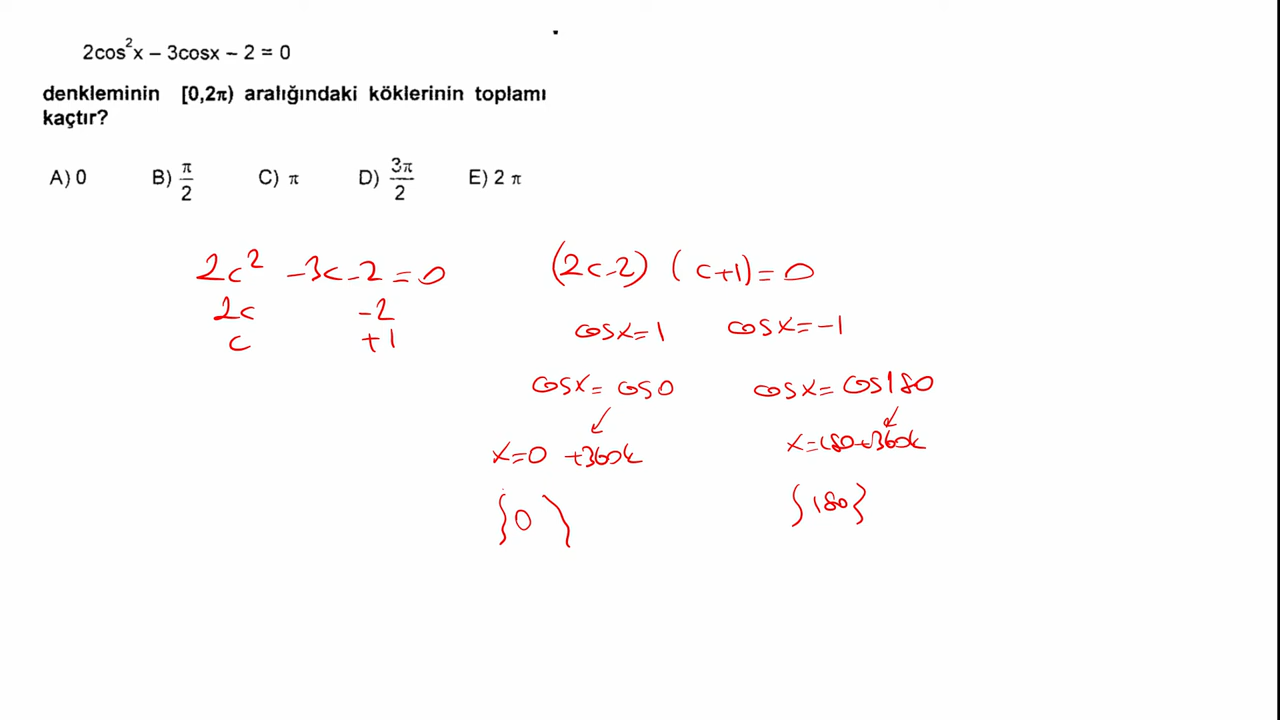 2cos²x – 3cosx – 2 = 0
denkleminin [0,2π) aralığındaki köklerinin toplamı
kaçtır?
A) 0 B) π/2 C) π D) 3π/2 E) 2 π
2c² -3c-2=0 (2c-2) (c+1)=0
2c -2
c +1
cosx=1 cosx=-1
cosx=cos0 cosx=cos180
x=0 +360k x=180+360k
{0} {180}